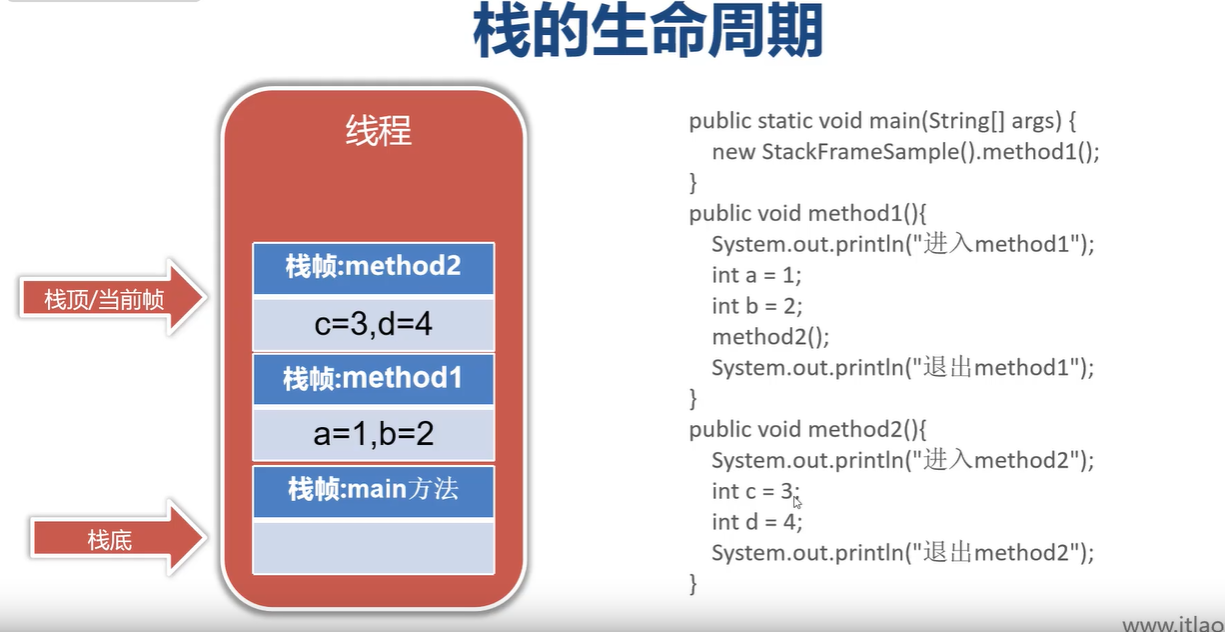 栈的生命周期
线程
栈帧:method2
c=3,d=4
栈帧:method1
a=1,b=2
栈帧:main方法
栈顶/当前帧
栈底
public static void main(String[] args) {
new StackFrameSample().method1();
}
public void method1(){
System.out.println("进入method1");
int a = 1;
int b = 2;
method2();
System.out.println("退出method1");
}
public void method2(){
System.out.println("进入method2");
int c = 3;
int d = 4;
System.out.println("退出method2");
}
www.itlao